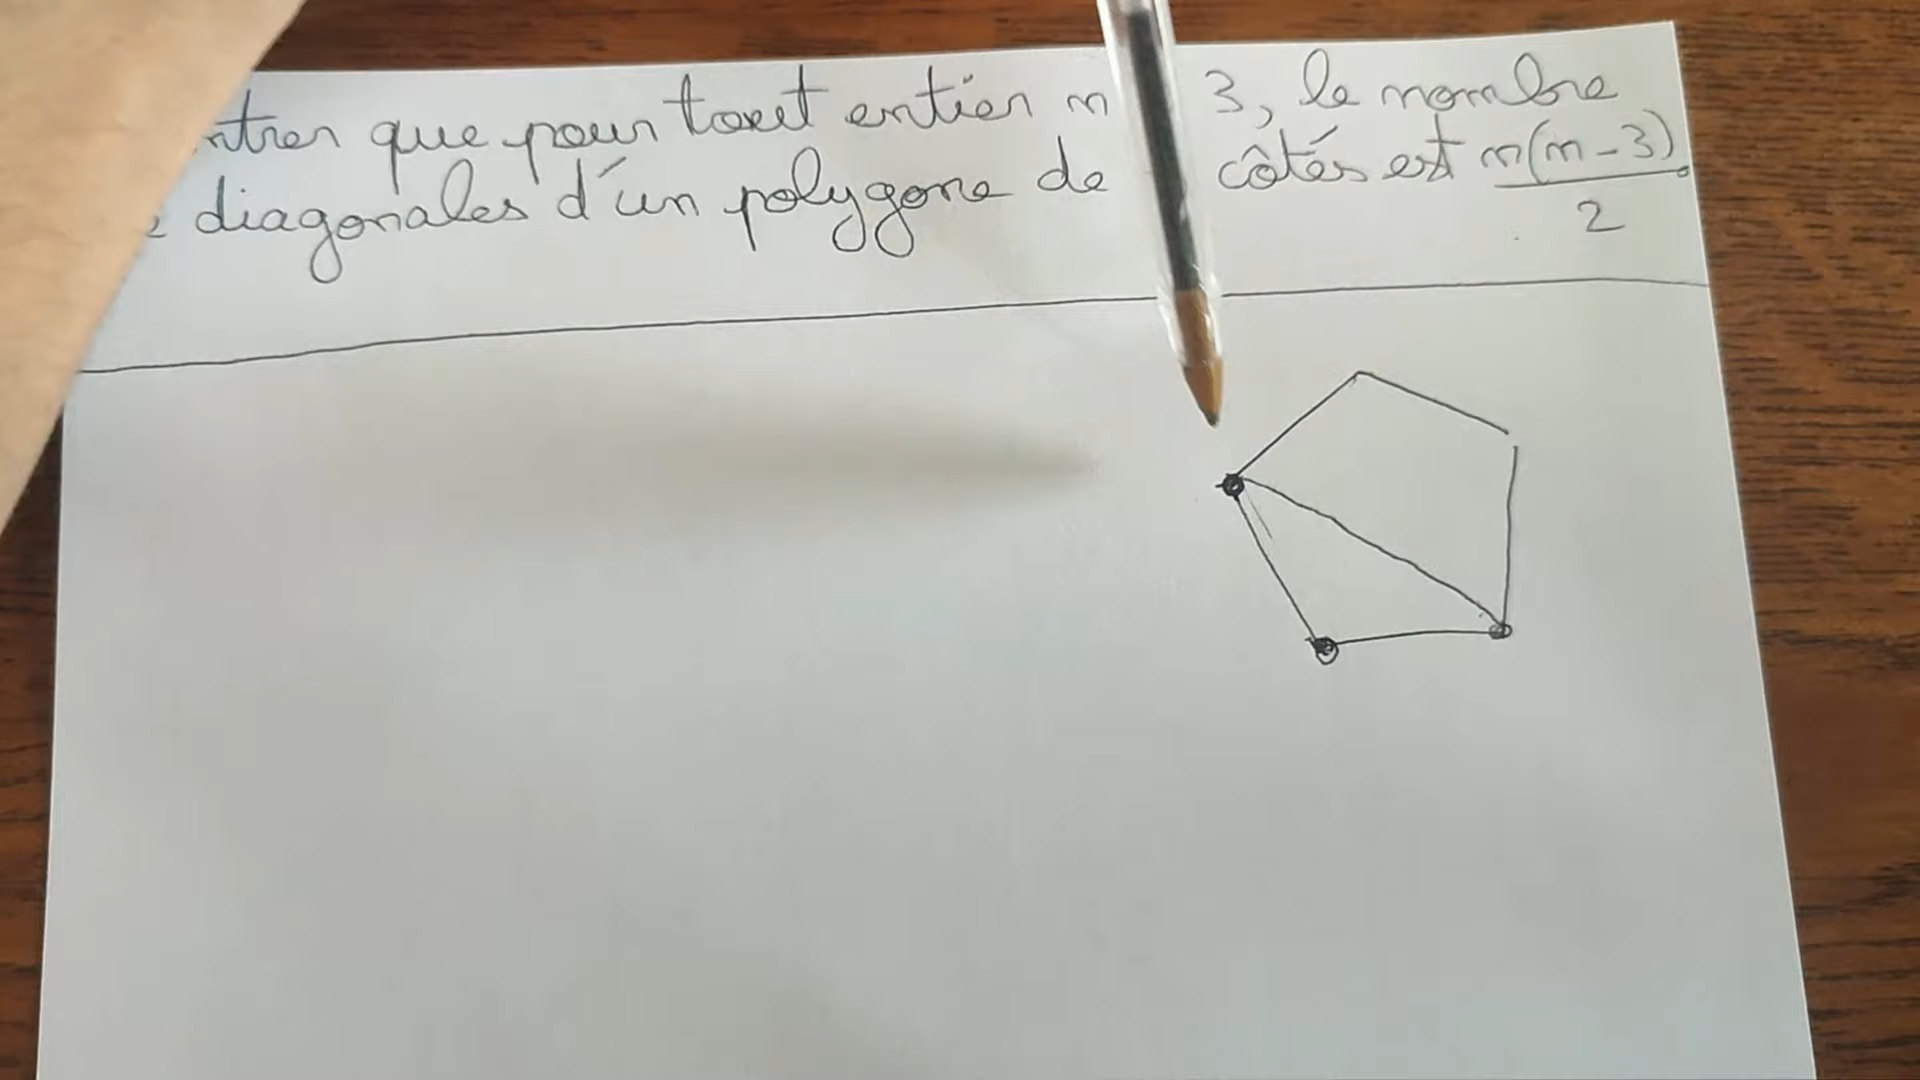 ntrer que pour tout entier n 3, le nombre
diagonales d'un polygone de côtés est n(n-3)/2.